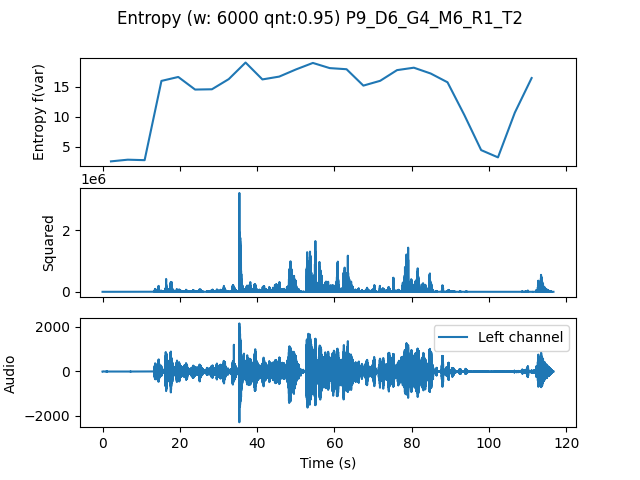 Entropy (w: 6000 qnt:0.95) P9_D6_G4_M6_R1_T2
Entropy f(var)
15
10
5
1e6
Squared
2
0
Audio
2000
0
−2000
Left channel
0 20 40 60 80 100 120
Time (s)